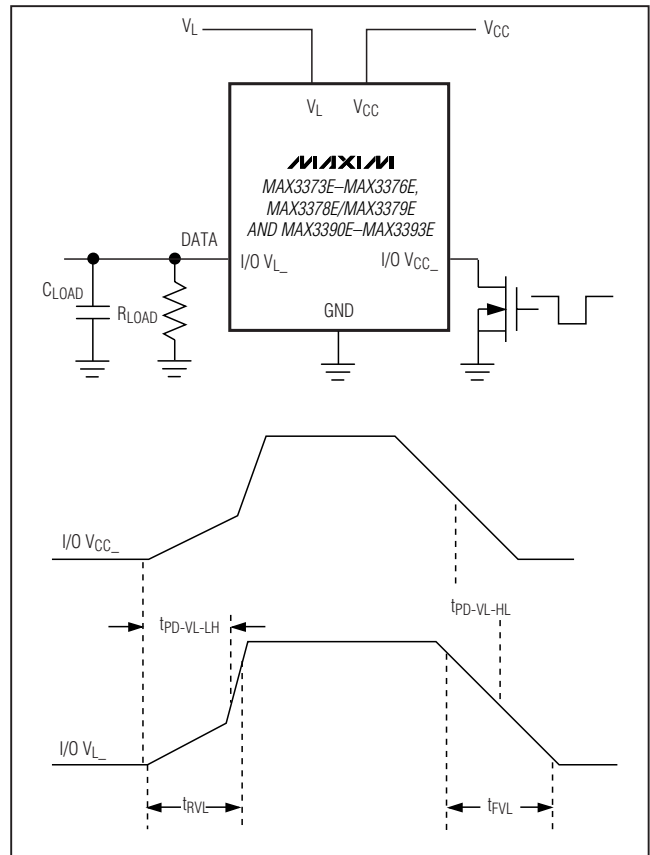 VL
VCC
VL VCC
MAXIM
MAX3373E–MAX3376E,
MAX3378E/MAX3379E
AND MAX3390E–MAX3393E
DATA
I/O VL_ I/O VCC_
CLOAD
RLOAD
GND
I/O VCC_
tPD-VL-LH
tPD-VL-HL
I/O VL_
tRVL
tFVL